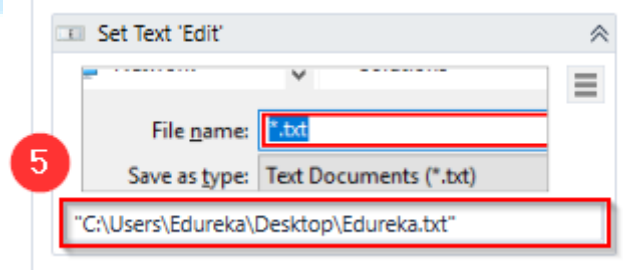 Set Text 'Edit'
File name: *.txt
5
Save as type: Text Documents (*.txt)
"C:\Users\Edureka\Desktop\Edureka.txt"